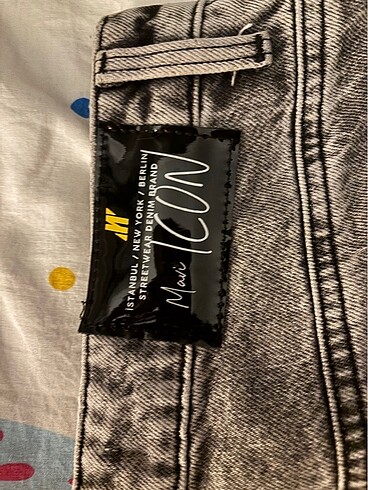 M
ISTANBUL / NEW YORK / BERLIN
STREETWEAR DENIM BRAND
Mavi ICON